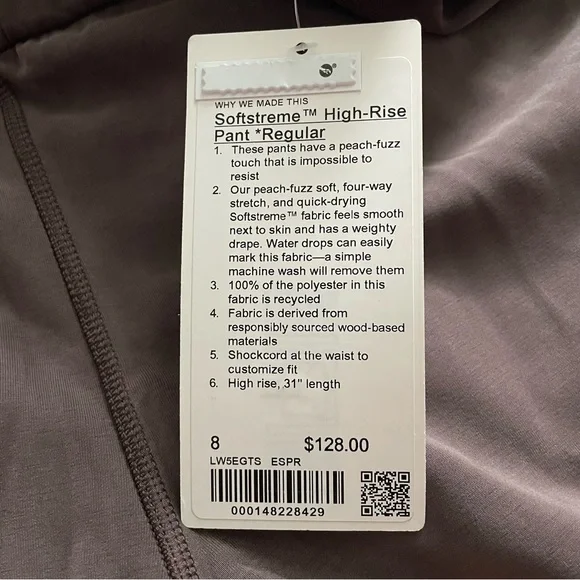 WHY WE MADE THIS
Softstreme™ High-Rise
Pant *Regular
1. These pants have a peach-fuzz
touch that is impossible to
resist
2. Our peach-fuzz soft, four-way
stretch, and quick-drying
Softstreme™ fabric feels smooth
next to skin and has a weighty
drape. Water drops can easily
mark this fabric—a simple
machine wash will remove them
3. 100% of the polyester in this
fabric is recycled
4. Fabric is derived from
responsibly sourced wood-based
materials
5. Shockcord at the waist to
customize fit
6. High rise, 31" length
8 $128.00
LW5EGTS ESPR
000148228429